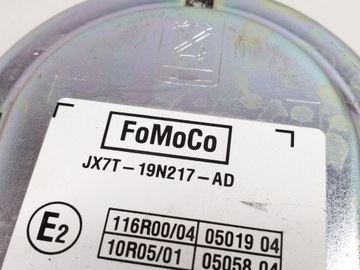 FoMoCo
JX7T-19N217-AD
E2
116R00/04 05019 04
10R05/01 05058 04